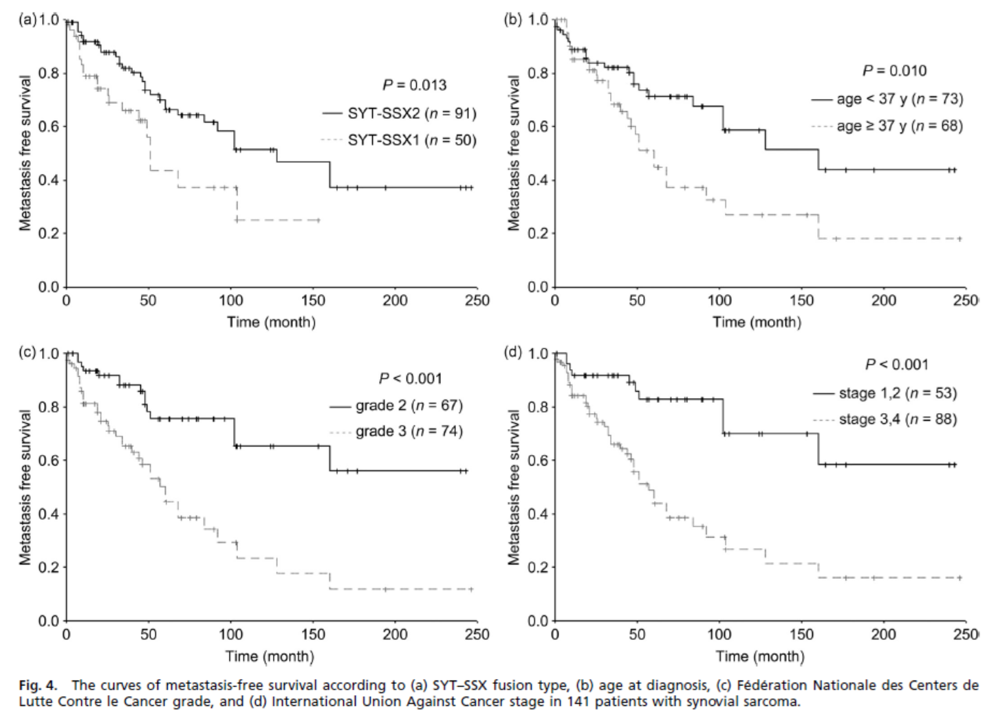 (a)
1.0
0.8
0.6
0.4
0.2
0.0
Metastasis free survival
P = 0.013
SYT-SSX2 (n = 91)
SYT-SSX1 (n = 50)
0 50 100 150 200 250
Time (month)
(b)
1.0
0.8
0.6
0.4
0.2
0.0
Metastasis free survival
P = 0.010
age < 37 y (n = 73)
age ≥ 37 y (n = 68)
0 50 100 150 200 250
Time (month)
(c)
1.0
0.8
0.6
0.4
0.2
0.0
Metastasis free survival
P < 0.001
grade 2 (n = 67)
grade 3 (n = 74)
0 50 100 150 200 250
Time (month)
(d)
1.0
0.8
0.6
0.4
0.2
0.0
Metastasis free survival
P < 0.001
stage 1,2 (n = 53)
stage 3,4 (n = 88)
0 50 100 150 200 250
Time (month)
Fig. 4. The curves of metastasis-free survival according to (a) SYT–SSX fusion type, (b) age at diagnosis, (c) Fédération Nationale des Centers de
Lutte Contre le Cancer grade, and (d) International Union Against Cancer stage in 141 patients with synovial sarcoma.